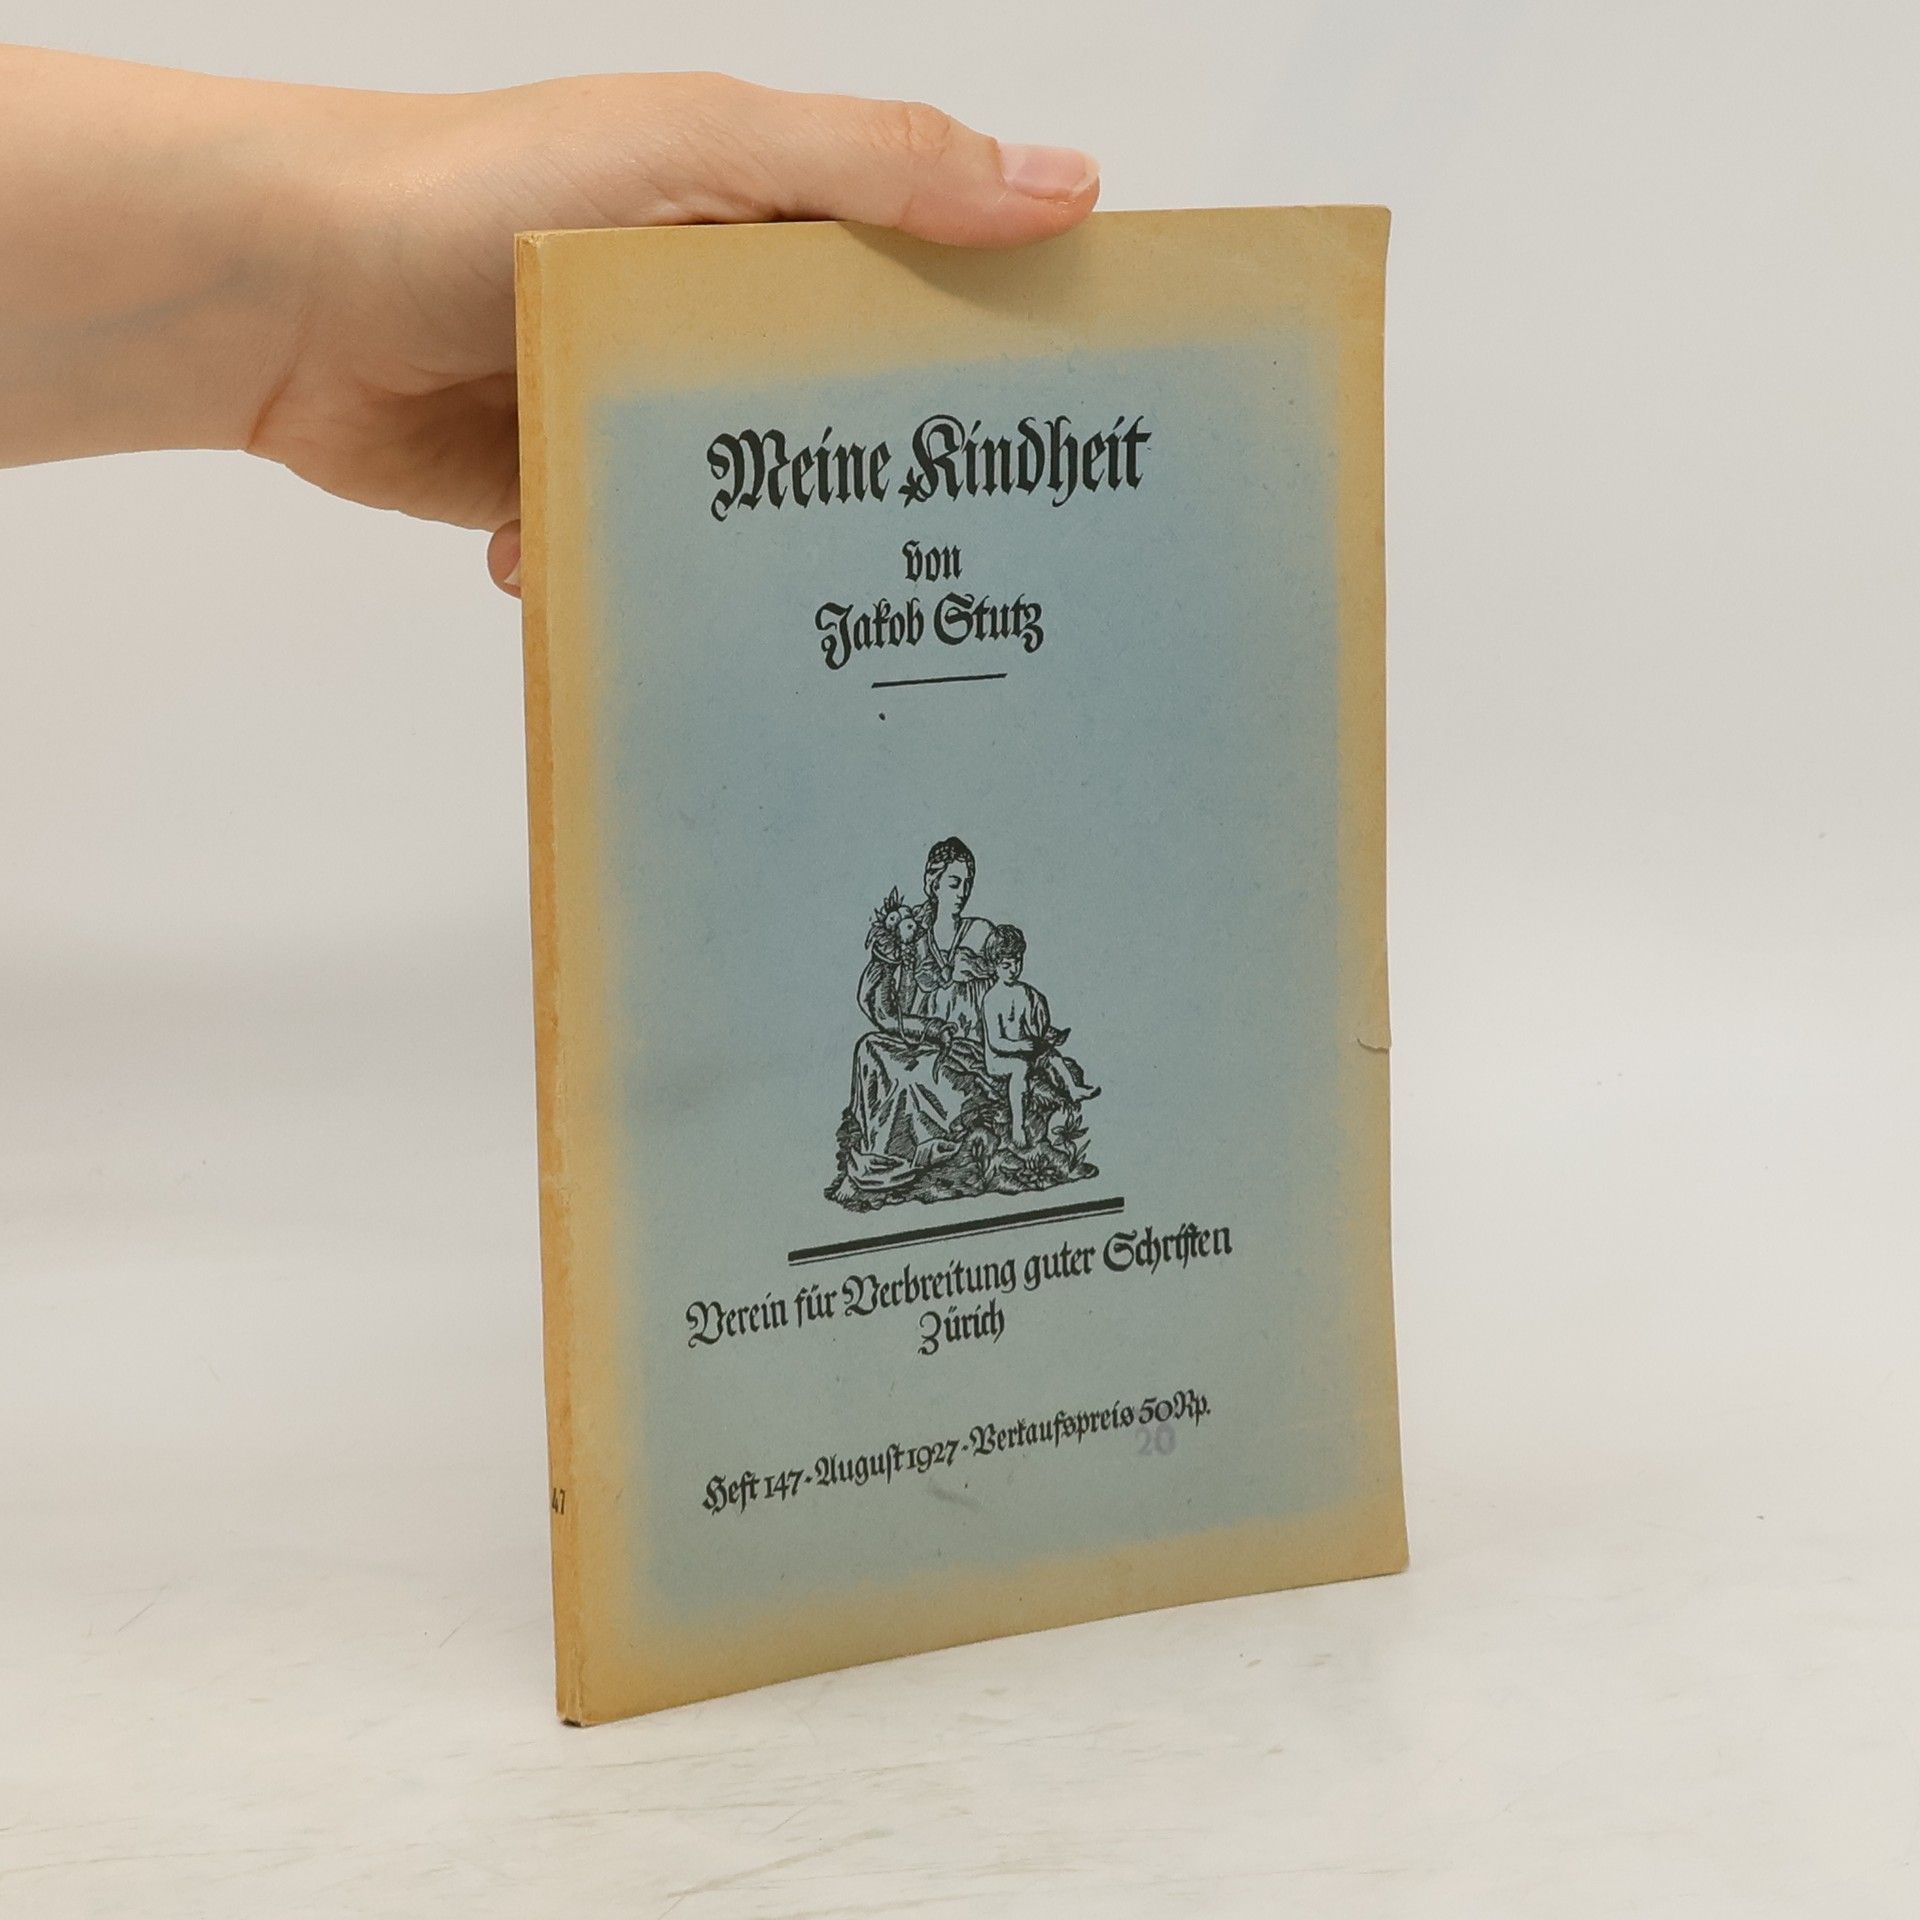 Meine Kindheit
von
Jakob Stutz
Verein für Verbreitung guter Schriften
Zürich
Heft 147 - August 1927 - Verkaufspreis 50 Rp.
20
47